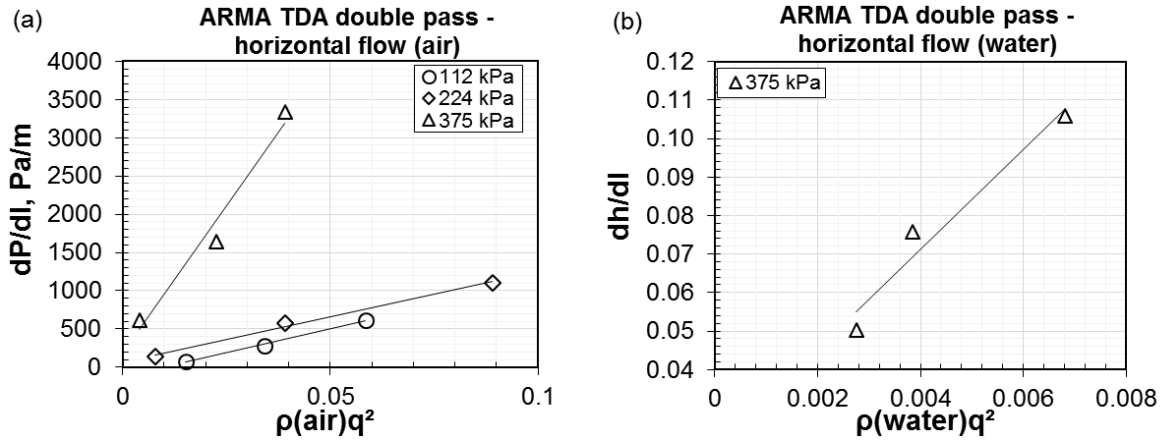 (a)
ARMA TDA double pass -
horizontal flow (air)
4000
3500
3000
2500
2000
1500
1000
500
0
dP/dl, Pa/m
112 kPa
224 kPa
375 kPa
0
0.05
0.1
ρ(air)q²
(b)
ARMA TDA double pass -
horizontal flow (water)
0.12
0.11
0.10
0.09
0.08
0.07
0.06
0.05
0.04
dh/dl
375 kPa
0
0.002
0.004
0.006
0.008
ρ(water)q²